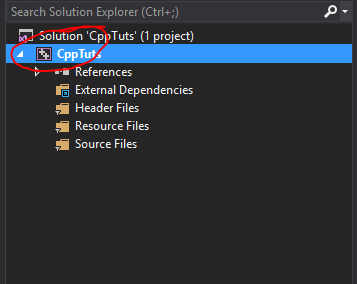 Search Solution Explorer (Ctrl+;)
Solution 'CppTuts' (1 project)
CppTuts
References
External Dependencies
Header Files
Resource Files
Source Files